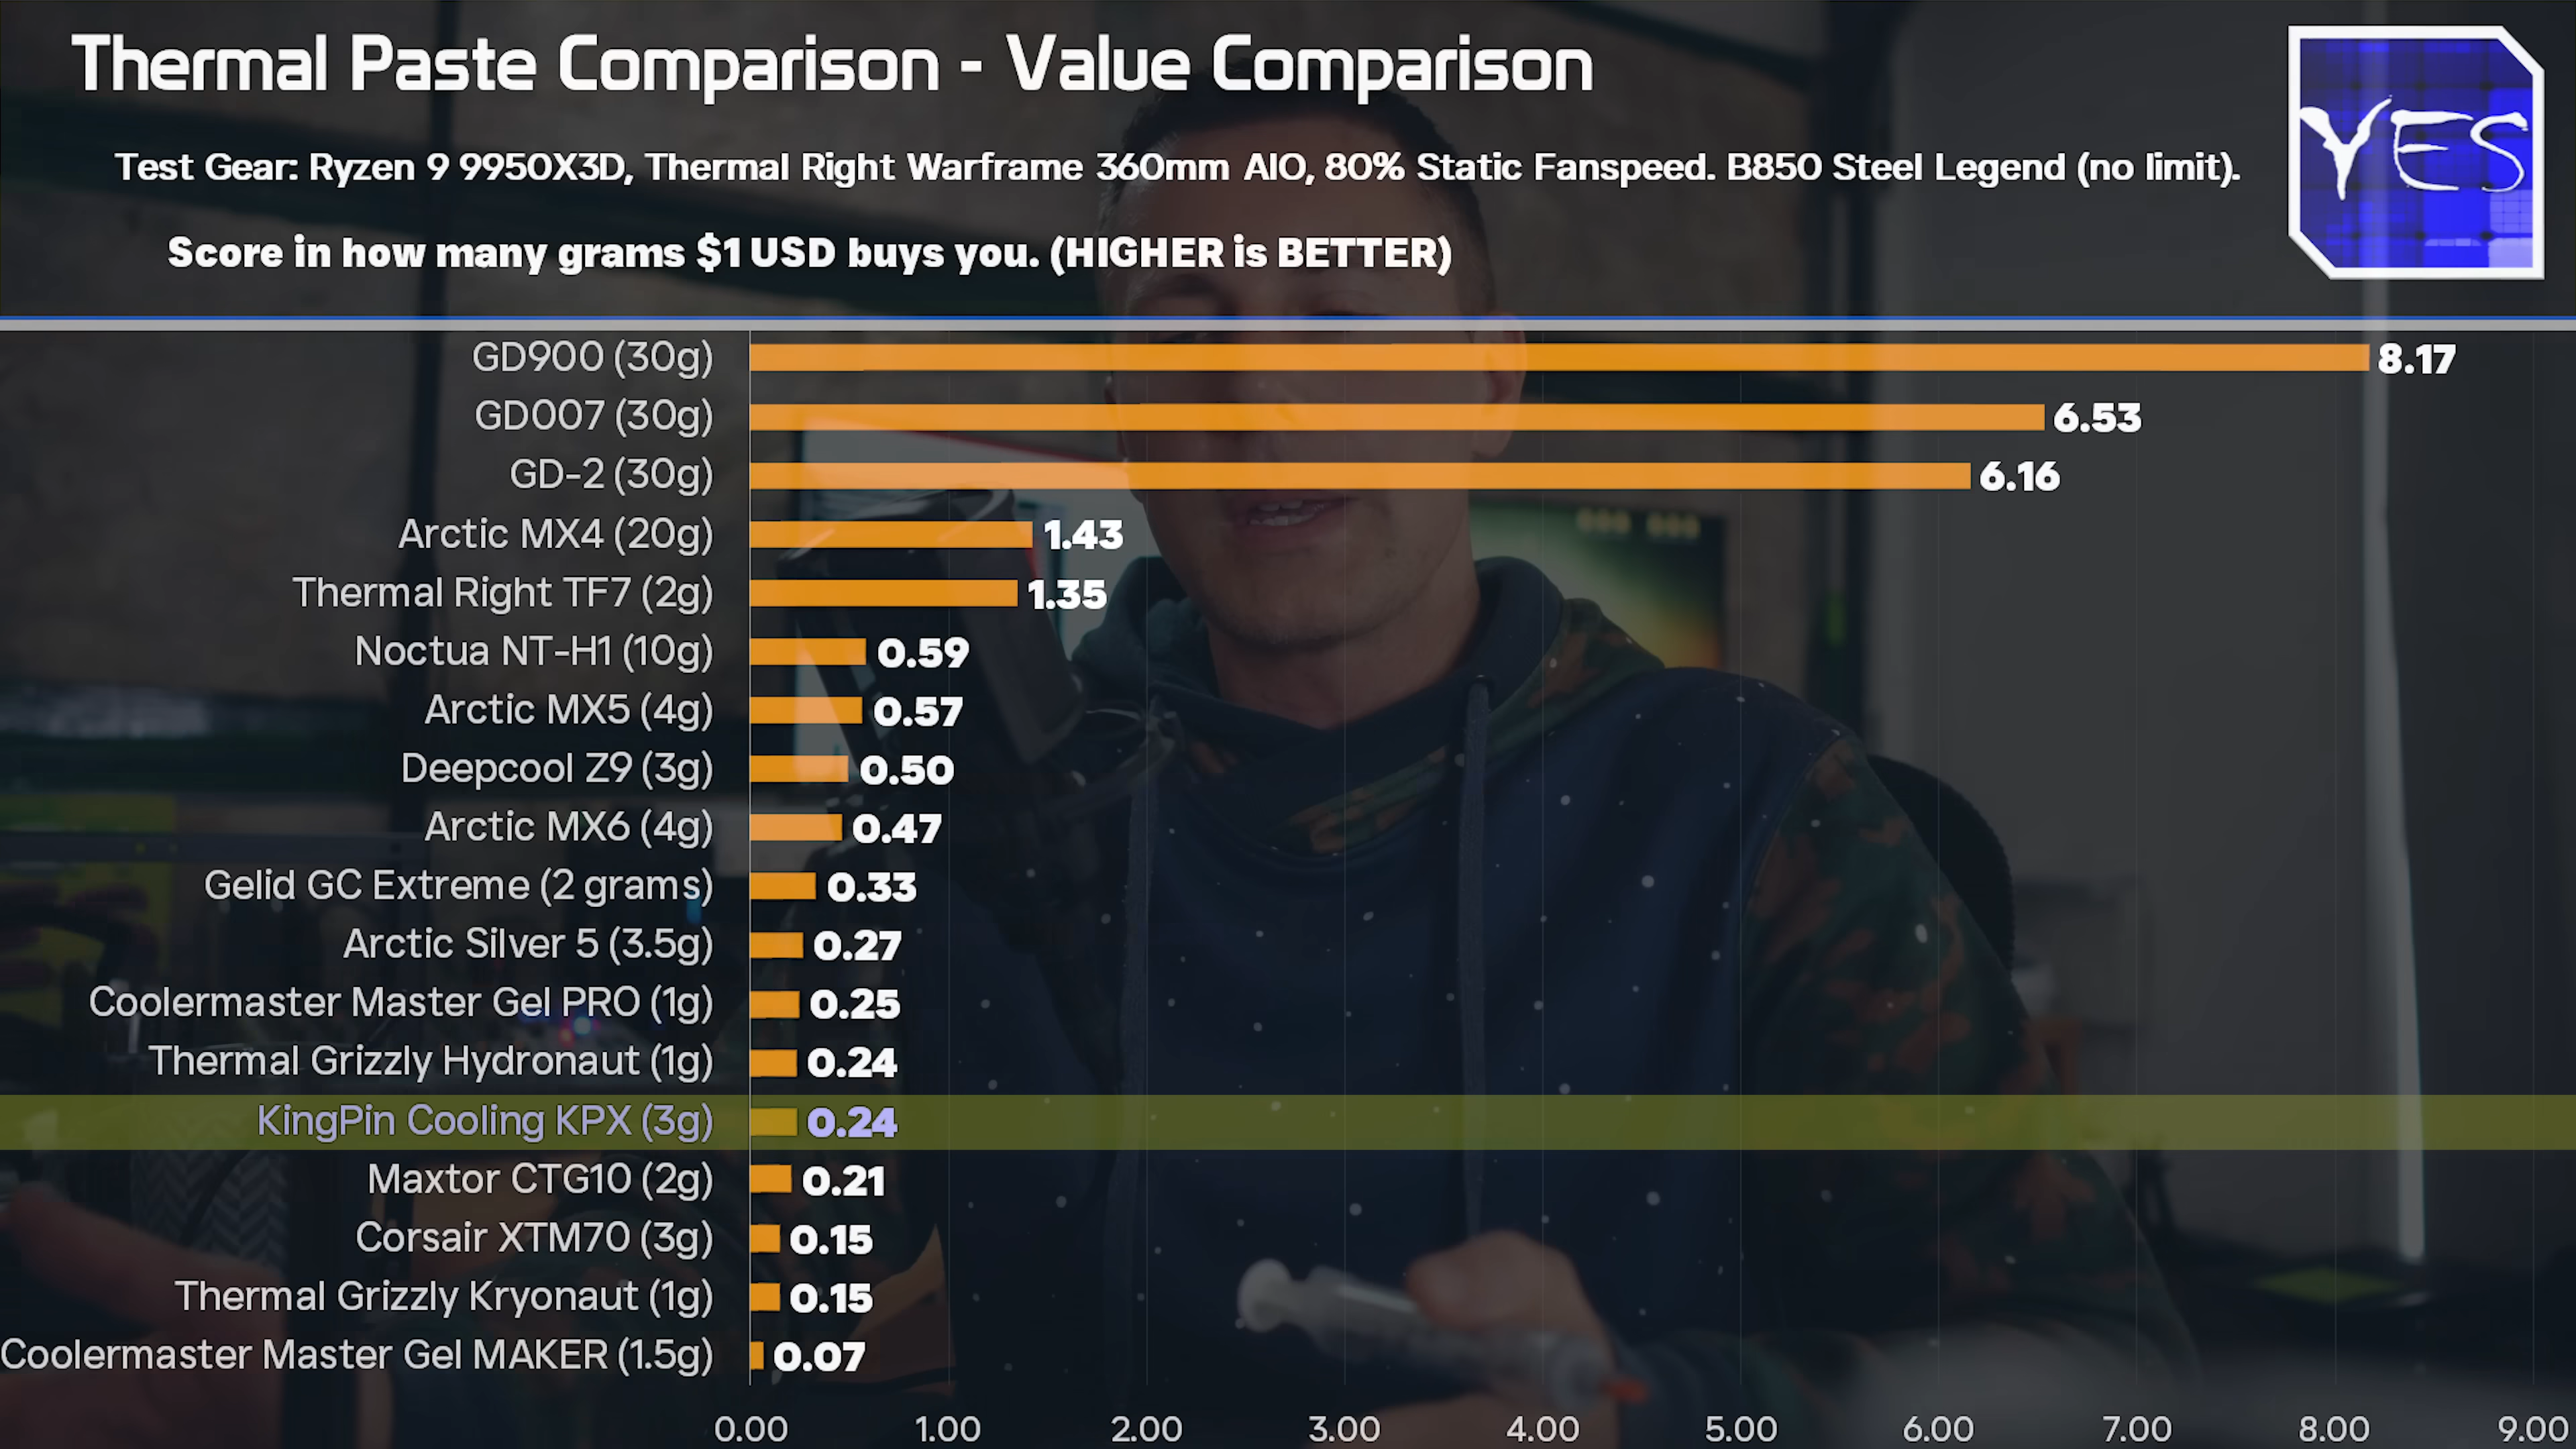 Thermal Paste Comparison - Value Comparison
YES
Test Gear: Ryzen 9 9950X3D, Thermal Right Warframe 360mm AIO, 80% Static Fanspeed. B850 Steel Legend (no limit).
Score in how many grams $1 USD buys you. (HIGHER is BETTER)
GD900 (30g) 8.17
GD007 (30g) 6.53
GD-2 (30g) 6.16
Arctic MX4 (20g) 1.43
Thermal Right TF7 (2g) 1.35
Noctua NT-H1 (10g) 0.59
Arctic MX5 (4g) 0.57
Deepcool Z9 (3g) 0.50
Arctic MX6 (4g) 0.47
Gelid GC Extreme (2 grams) 0.33
Arctic Silver 5 (3.5g) 0.27
Coolermaster Master Gel PRO (1g) 0.25
Thermal Grizzly Hydronaut (1g) 0.24
KingPin Cooling KPX (3g) 0.24
Maxtor CTG10 (2g) 0.21
Corsair XTM70 (3g) 0.15
Thermal Grizzly Kryonaut (1g) 0.15
Coolermaster Master Gel MAKER (1.5g) 0.07
0.00 1.00 2.00 3.00 4.00 5.00 6.00 7.00 8.00 9.00